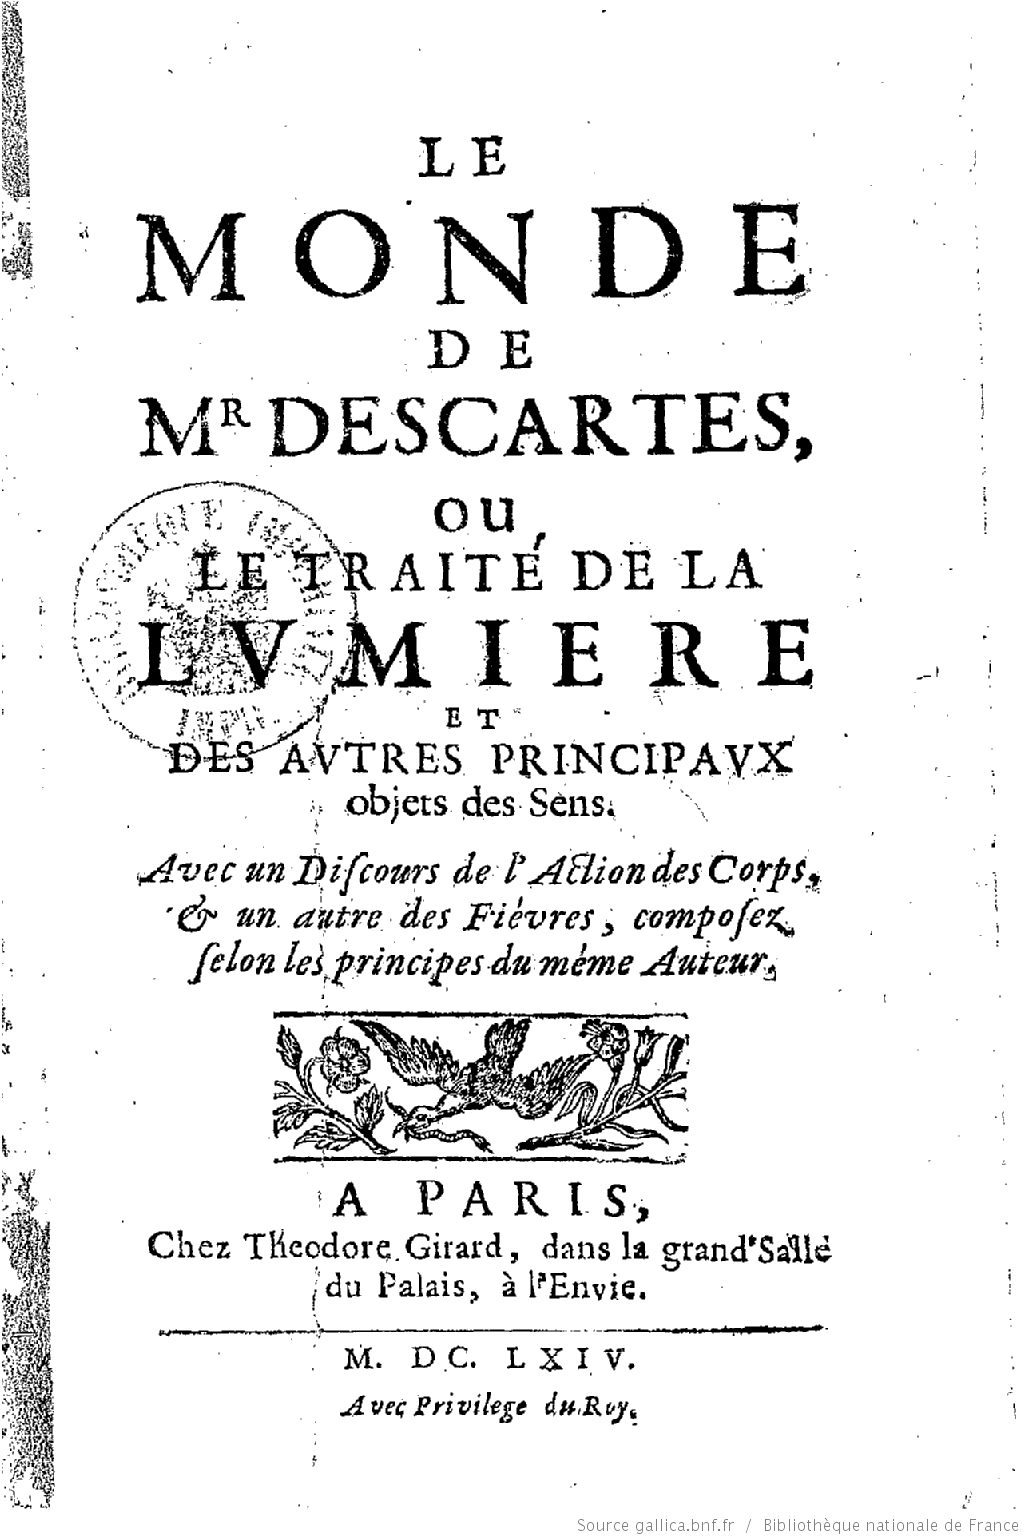 LE
MONDE
DE
MR DESCARTES,
OU
LE TRAITÉ DE LA
LVMIERE
ET
DES AVTRES PRINCIPAVX
objets des Sens.
Avec un Diſcours de l'Action des Corps,
& un autre des Fiévres, compoſez
ſelon les principes du même Auteur.
A PARIS,
Chez Theodore Girard, dans la grand'Salle
du Palais, à l'Envie.
M. DC. LXIV.
Avec Privilege du Roy.
Source gallica.bnf.fr / Bibliothèque nationale de France